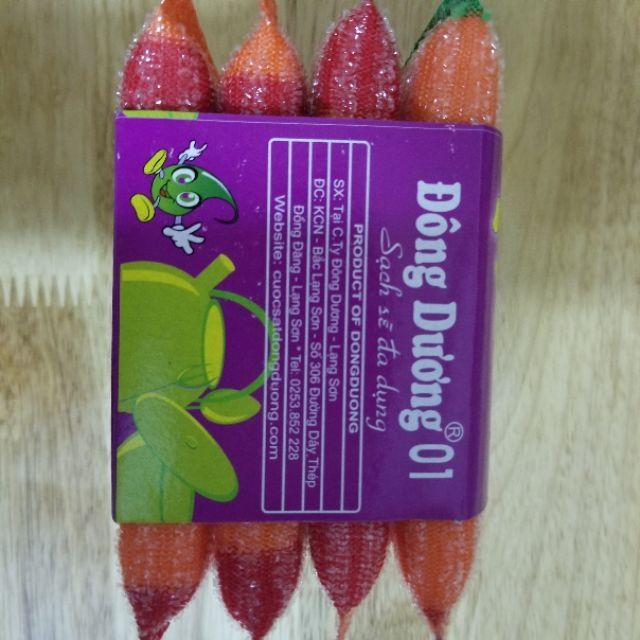 Đông Dương® 01
Sạch sẽ đa dụng
PRODUCT OF DONGDUONG
SX: Tại C.Ty Đông Dương - Lạng Sơn
ĐC: KCN - Bắc Lạng Sơn - Số 306 Đường Dây Thép
Đồng Đăng - Lạng Sơn * Tel: 0253.852 228
Website: cuocsatdongduong.com